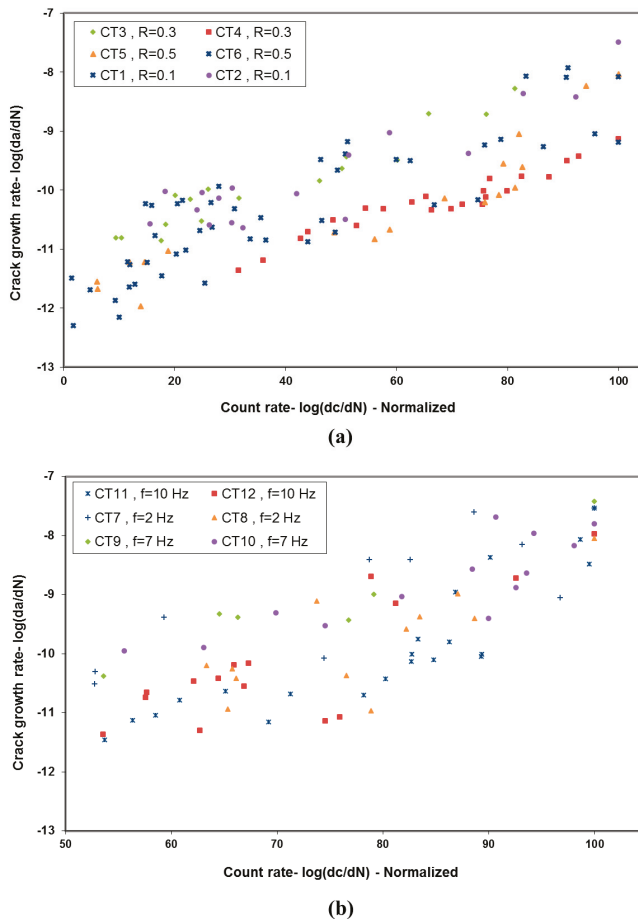 -7
-8
-9
-10
-11
-12
-13
Crack growth rate- log(da/dN)
CT3 , R=0.3
CT4 , R=0.3
CT5 , R=0.5
CT6 , R=0.5
CT1 , R=0.1
CT2 , R=0.1
0 20 40 60 80 100
Count rate- log(dc/dN) - Normalized
(a)
-7
-8
-9
-10
-11
-12
-13
Crack growth rate- log(da/dN)
CT11 , f=10 Hz
CT12 , f=10 Hz
CT7 , f=2 Hz
CT8 , f=2 Hz
CT9 , f=7 Hz
CT10 , f=7 Hz
50 60 70 80 90 100
Count rate- log(dc/dN) - Normalized
(b)